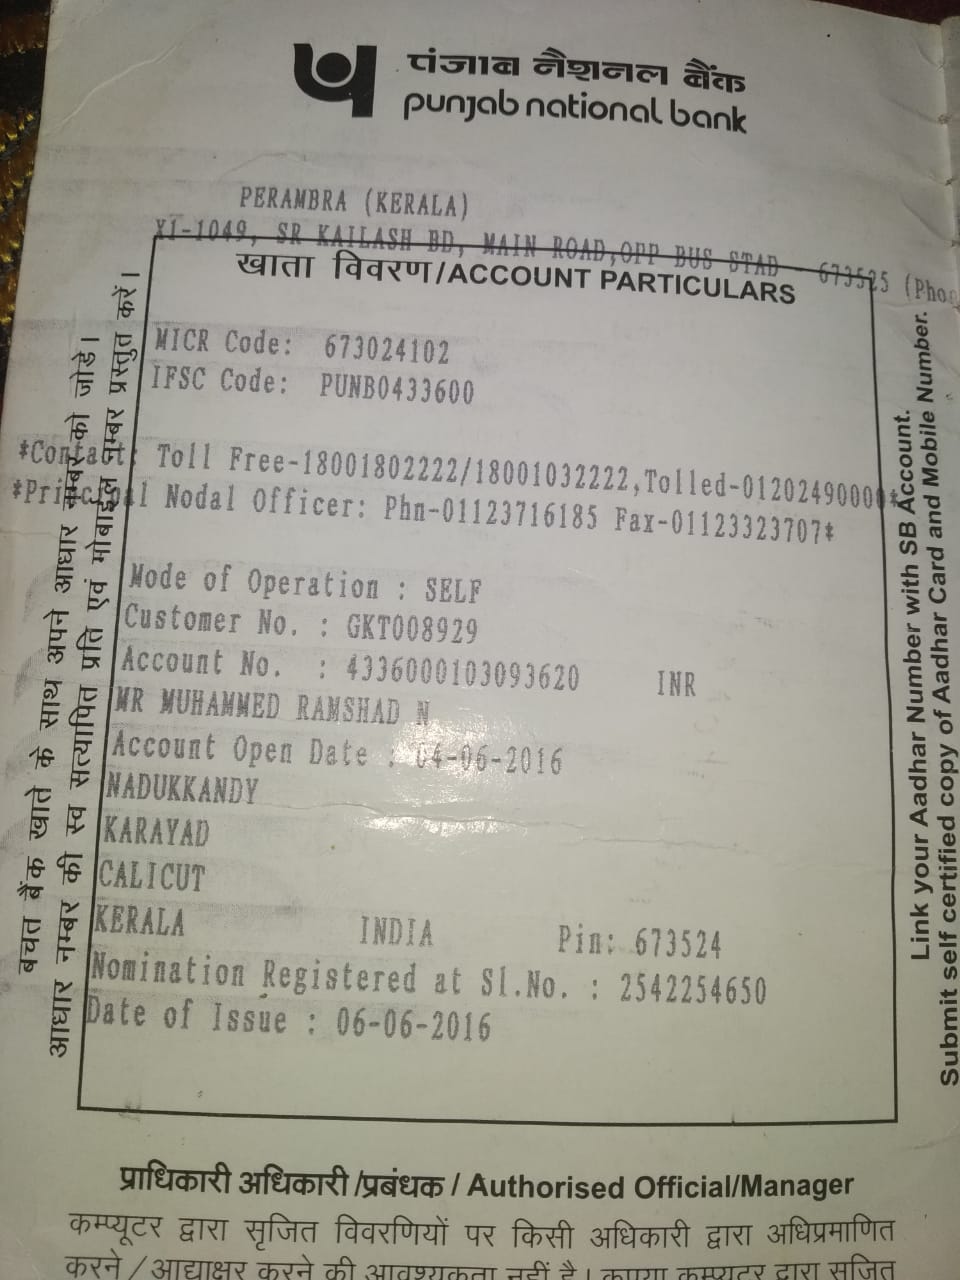 पंजाब नैशनल बैंक
punjab national bank
PERAMBRA (KERALA)
XI-1049, SR KAILASH BD, MAIN ROAD,OPP BUS STAD - 673525 (Pho
खाता विवरण/ACCOUNT PARTICULARS
MICR Code: 673024102
IFSC Code: PUNB0433600
*Contact: Toll Free-18001802222/18001032222,Tolled-01202490000*
*Principal Nodal Officer: Phn-01123716185 Fax-01123323707*
Mode of Operation : SELF
Customer No. : GKT008929
Account No. : 4336000103093620 INR
MR MUHAMMED RAMSHAD N
Account Open Date : 04-06-2016
NADUKKANDY
KARAYAD
CALICUT
KERALA INDIA Pin: 673524
Nomination Registered at Sl.No. : 2542254650
Date of Issue : 06-06-2016
बचत बैंक खाते के साथ अपने आधार नम्बर को जोडे।
आधार नम्बर की स्व सत्यापित प्रति एवं मोबाईल नम्बर प्रस्तुत करें।
Link your Aadhar Number with SB Account.
Submit self certified copy of Aadhar Card and Mobile Number.
प्राधिकारी अधिकारी/प्रबंधक / Authorised Official/Manager
कम्प्यूटर द्वारा सृजित विवरणियों पर किसी अधिकारी द्वारा अधिप्रमाणित
करने / आद्याक्षर करने की आवश्यकता नहीं है। कृपया कम्प्यूटर द्वारा सृजित